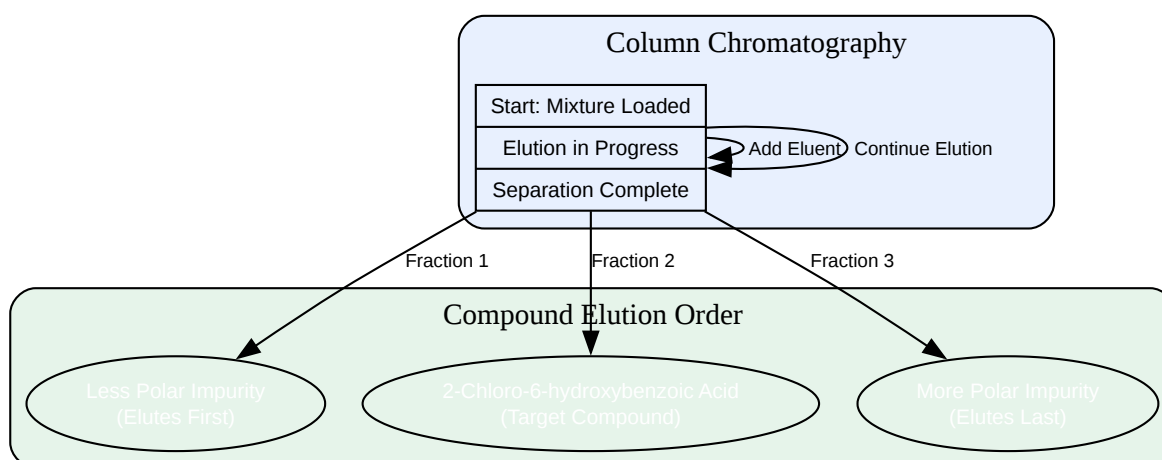 Column Chromatography
Start: Mixture Loaded
Elution in Progress
Add Eluent
Continue Elution
Separation Complete
Fraction 1
Fraction 2
Fraction 3
Compound Elution Order
Less Polar Impurity
(Elutes First)
2-Chloro-6-hydroxybenzoic Acid
(Target Compound)
More Polar Impurity
(Elutes Last)